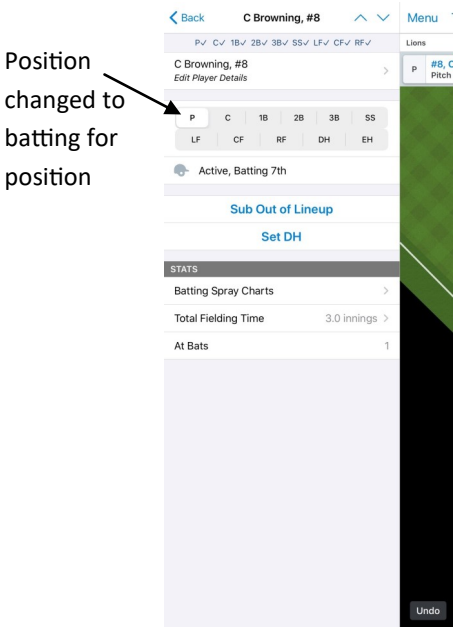 Back C Browning, #8 Menu
P✓ C✓ 1B✓ 2B✓ 3B✓ SS✓ LF✓ CF✓ RF✓ Lions
C Browning, #8
Edit Player Details
P #8, C
Pitch
Position
changed to
batting for
position
P C 1B 2B 3B SS
LF CF RF DH EH
Active, Batting 7th
Sub Out of Lineup
Set DH
STATS
Batting Spray Charts
Total Fielding Time 3.0 innings
At Bats 1
Undo